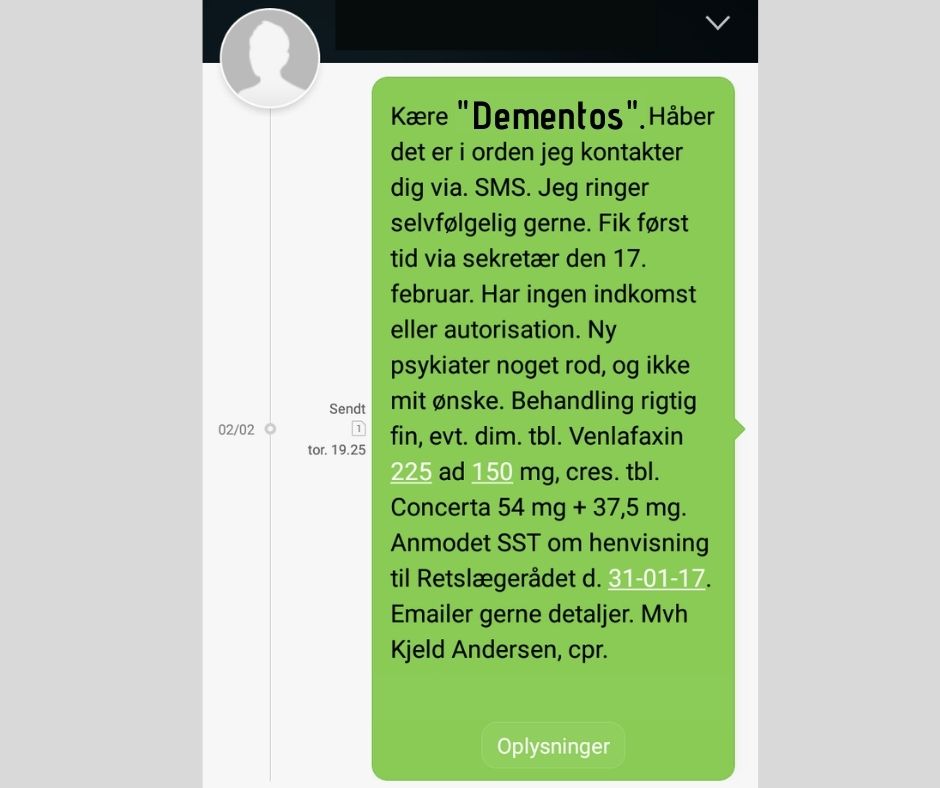 Kære "Dementos". Håber
det er i orden jeg kontakter
dig via. SMS. Jeg ringer
selvfølgelig gerne. Fik først
tid via sekretær den 17.
februar. Har ingen indkomst
eller autorisation. Ny
psykiater noget rod, og ikke
mit ønske. Behandling rigtig
fin, evt. dim. tbl. Venlafaxin
225 ad 150 mg, cres. tbl.
Concerta 54 mg + 37,5 mg.
Anmodet SST om henvisning
til Retslægerådet d. 31-01-17.
Emailer gerne detaljer. Mvh
Kjeld Andersen, cpr.
Sendt
02/02
1
tor. 19.25
Oplysninger